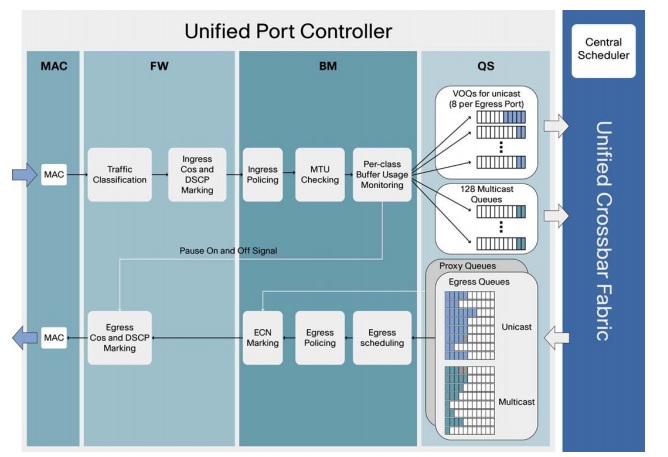 Unified Port Controller
MAC
FW
BM
QS
Central
Scheduler
VOQs for unicast
(8 per Egress Port)
MAC
Traffic
Classification
Ingress
Cos and
DSCP
Marking
Ingress
Policing
MTU
Checking
Per-class
Buffer Usage
Monitoring
128 Multicast
Queues
Pause On and Off Signal
Proxy Queues
Egress Queues
Unicast
Multicast
MAC
Egress
Cos and DSCP
Marking
ECN
Marking
Egress
Policing
Egress
scheduling
Unified Crossbar Fabric